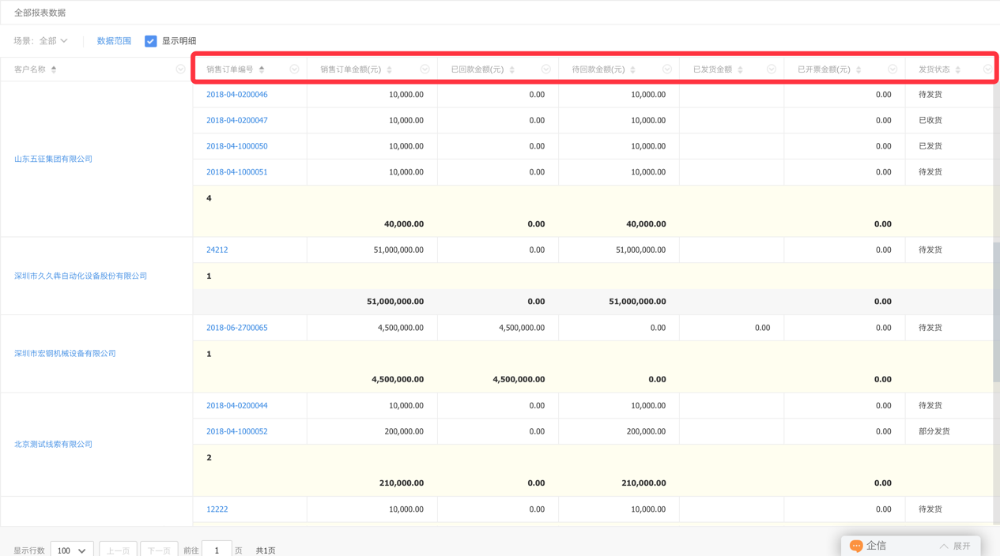 全部报表数据
场景: 全部 数据范围 显示明细
客户名称 销售订单编号 销售订单金额(元) 已回款金额(元) 待回款金额(元) 已发货金额 已开票金额(元) 发货状态
2018-04-0200046 10,000.00 0.00 10,000.00 0.00 待发货
2018-04-0200047 10,000.00 0.00 10,000.00 0.00 已收货
2018-04-1000050 10,000.00 0.00 10,000.00 0.00 已发货
山东五征集团有限公司
2018-04-1000051 10,000.00 0.00 10,000.00 0.00 待发货
4
40,000.00 0.00 40,000.00 0.00
24212 51,000,000.00 0.00 51,000,000.00 0.00 待发货
深圳市久久犇自动化设备股份有限公司 1
51,000,000.00 0.00 51,000,000.00 0.00
2018-06-2700065 4,500,000.00 4,500,000.00 0.00 0.00 0.00 待发货
深圳市宏钢机械设备有限公司 1
4,500,000.00 4,500,000.00 0.00 0.00
2018-04-0200044 10,000.00 0.00 10,000.00 0.00 待发货
2018-04-1000052 200,000.00 0.00 200,000.00 0.00 部分发货
北京测试线索有限公司
2
210,000.00 0.00 210,000.00 0.00
12222 10,000.00 0.00 10,000.00 0.00 待发货
显示行数 100 上一页 下一页 前往 1 页 共1页
企信 展开